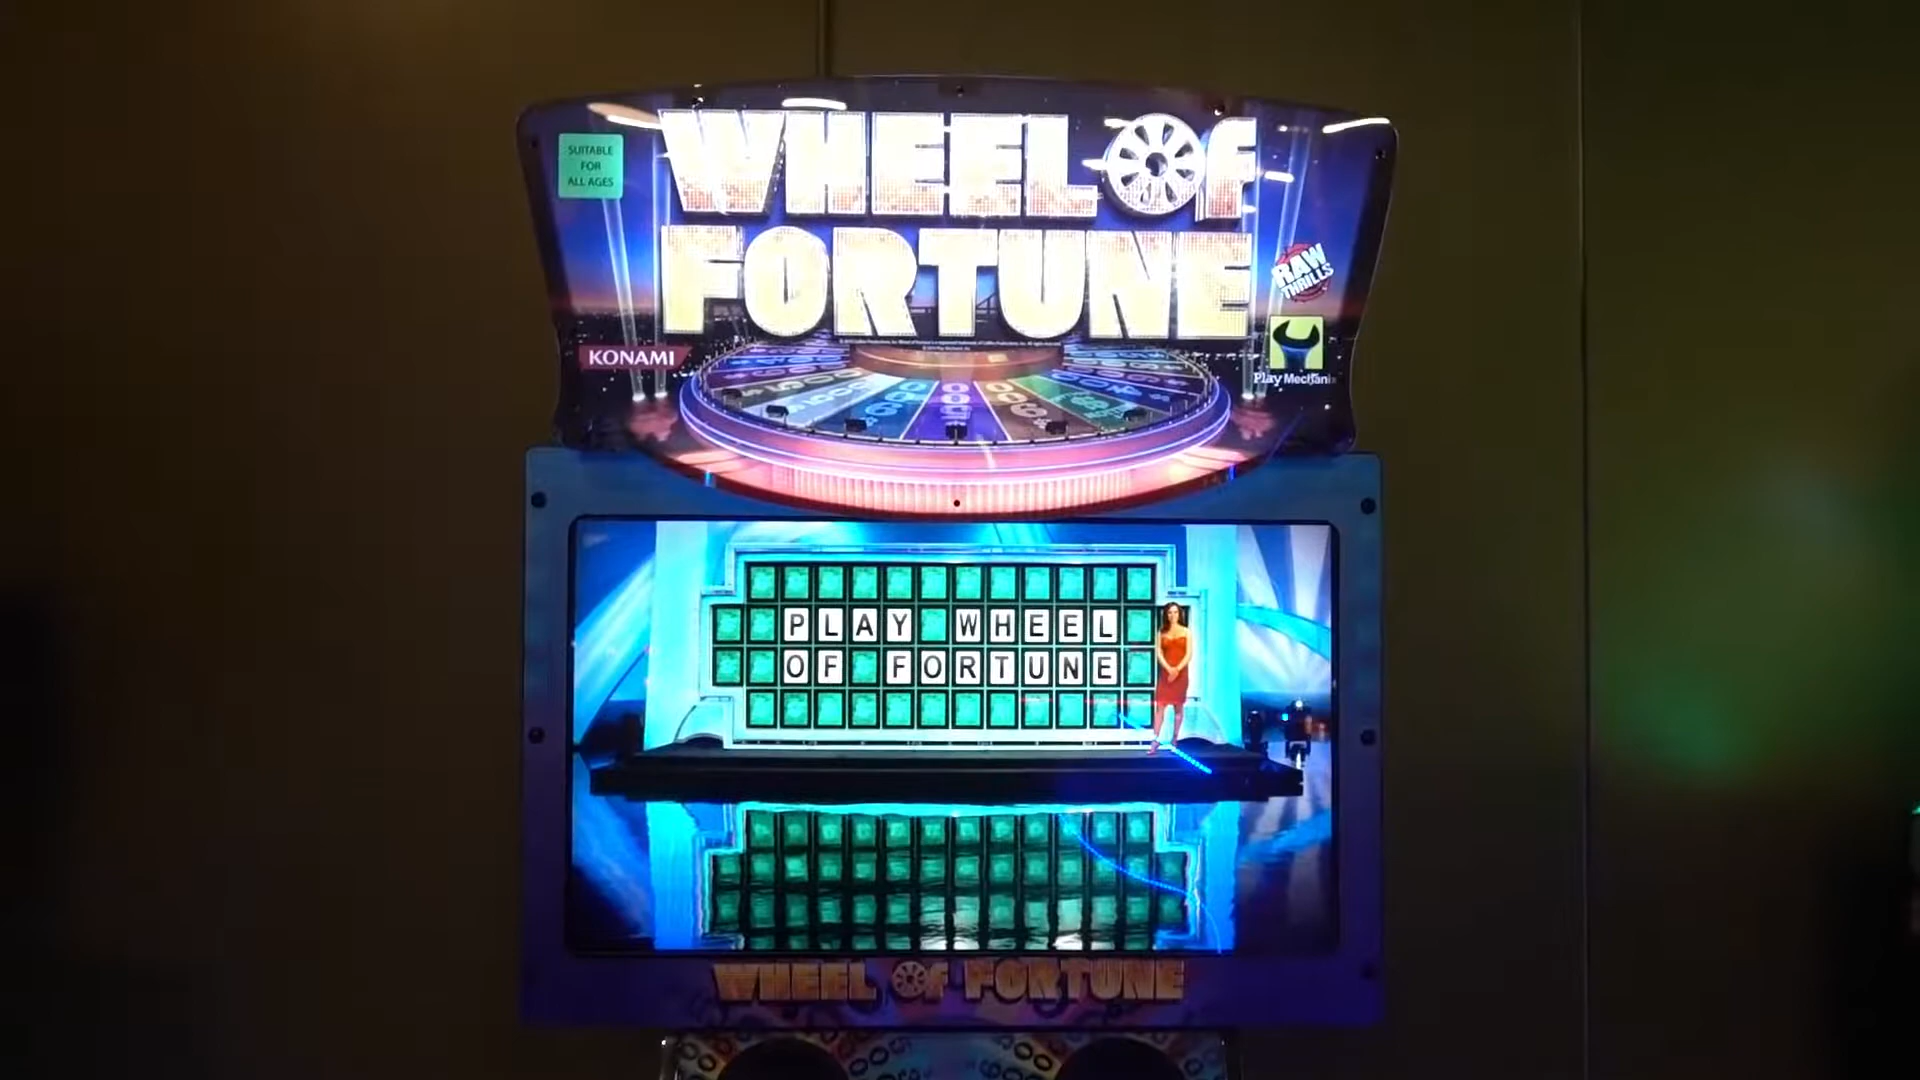 WHEEL OF
FORTUNE
SUITABLE
FOR
ALL AGES
RAW
THRILLS
KONAMI
Play Mechanix
PLAY WHEEL
OF FORTUNE
WHEEL OF FORTUNE